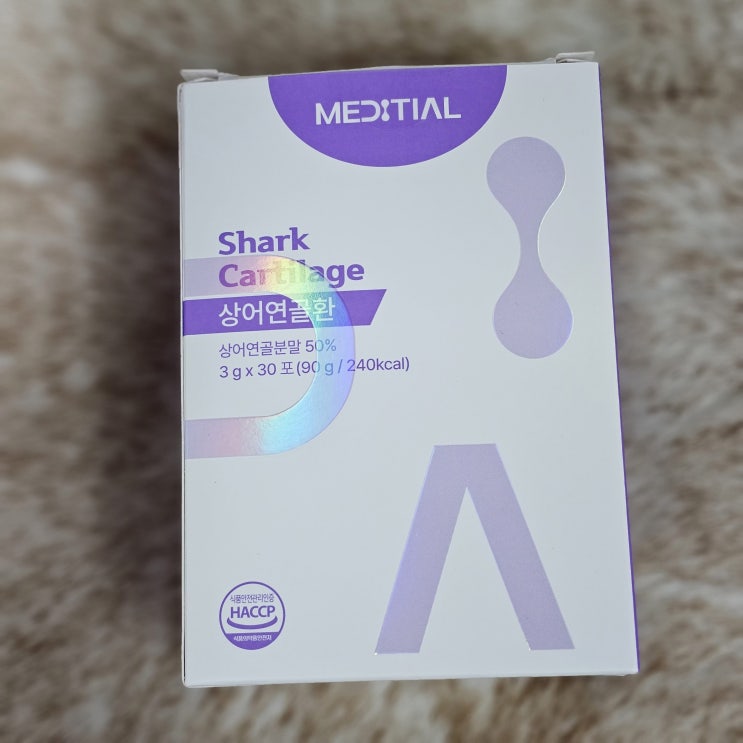 MEDITIAL
Shark
Cartilage
상어연골환
상어연골분말 50%
3 g x 30 포(90 g / 240kcal)
식품안전관리인증
HACCP
식품의약품안전처